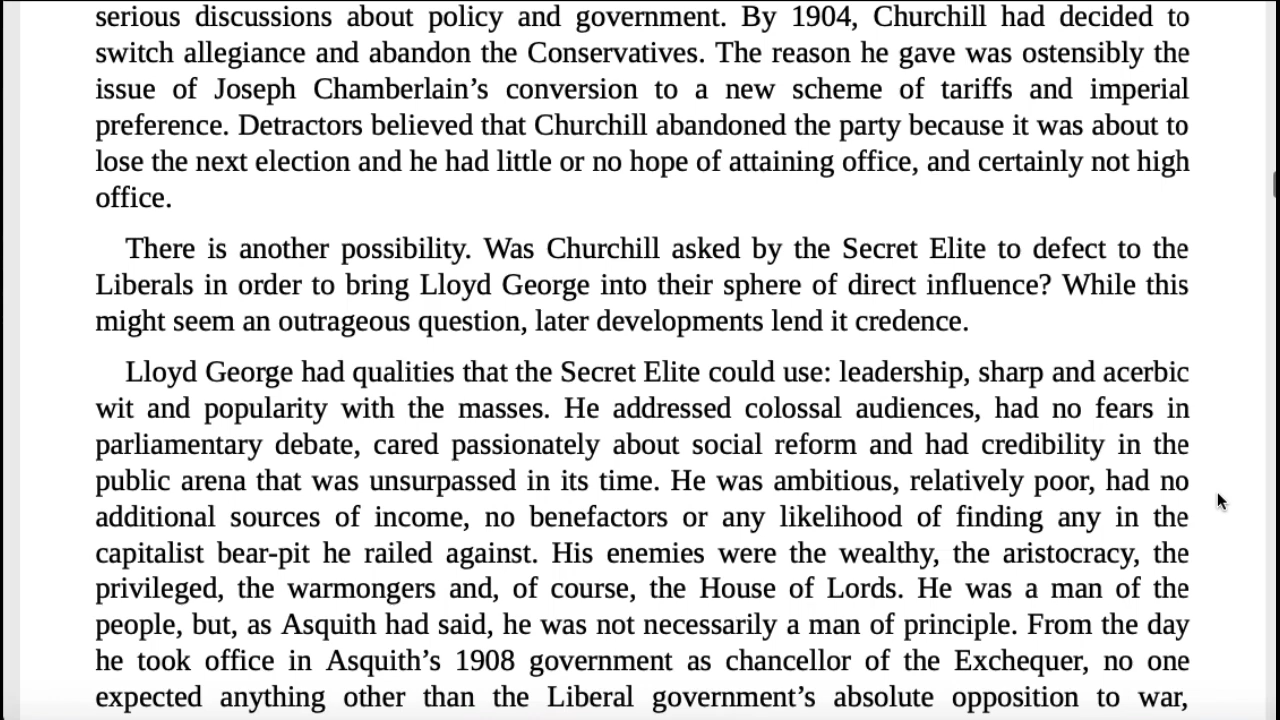 serious discussions about policy and government. By 1904, Churchill had decided to
switch allegiance and abandon the Conservatives. The reason he gave was ostensibly the
issue of Joseph Chamberlain’s conversion to a new scheme of tariffs and imperial
preference. Detractors believed that Churchill abandoned the party because it was about to
lose the next election and he had little or no hope of attaining office, and certainly not high
office.
There is another possibility. Was Churchill asked by the Secret Elite to defect to the
Liberals in order to bring Lloyd George into their sphere of direct influence? While this
might seem an outrageous question, later developments lend it credence.
Lloyd George had qualities that the Secret Elite could use: leadership, sharp and acerbic
wit and popularity with the masses. He addressed colossal audiences, had no fears in
parliamentary debate, cared passionately about social reform and had credibility in the
public arena that was unsurpassed in its time. He was ambitious, relatively poor, had no
additional sources of income, no benefactors or any likelihood of finding any in the
capitalist bear-pit he railed against. His enemies were the wealthy, the aristocracy, the
privileged, the warmongers and, of course, the House of Lords. He was a man of the
people, but, as Asquith had said, he was not necessarily a man of principle. From the day
he took office in Asquith’s 1908 government as chancellor of the Exchequer, no one
expected anything other than the Liberal government’s absolute opposition to war,